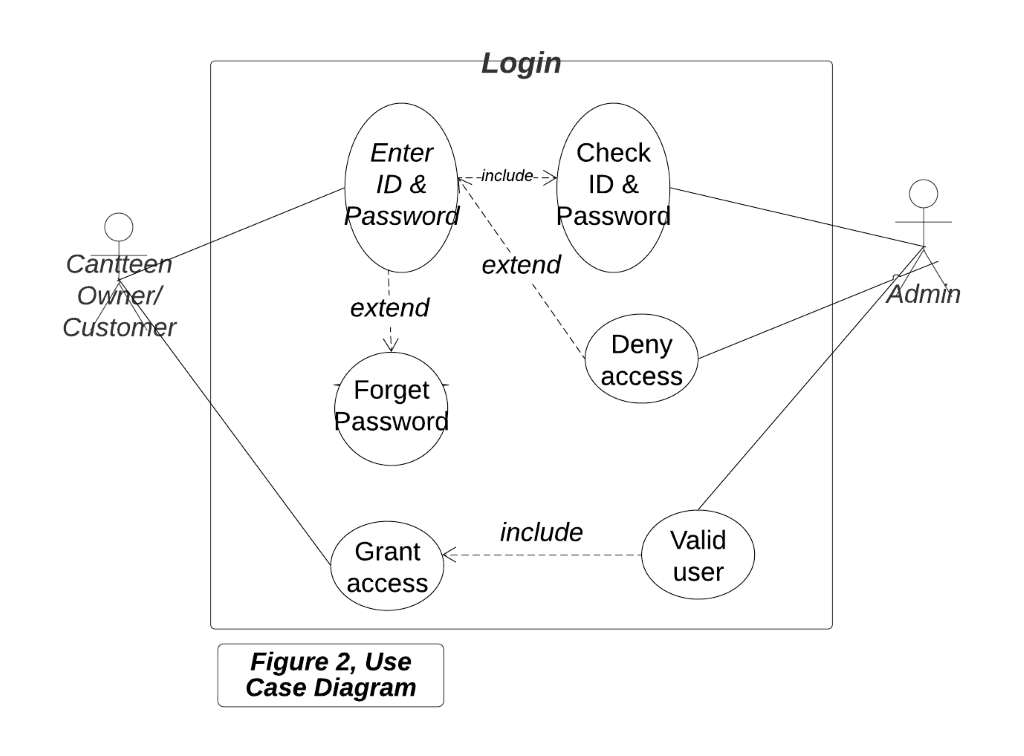 Login
Enter
ID &
Password
include
Check
ID &
Password
Cantteen
Owner/
Customer
extend
Admin
extend
Deny
access
Forget
Password
include
Grant
access
Valid
user
Figure 2, Use
Case Diagram